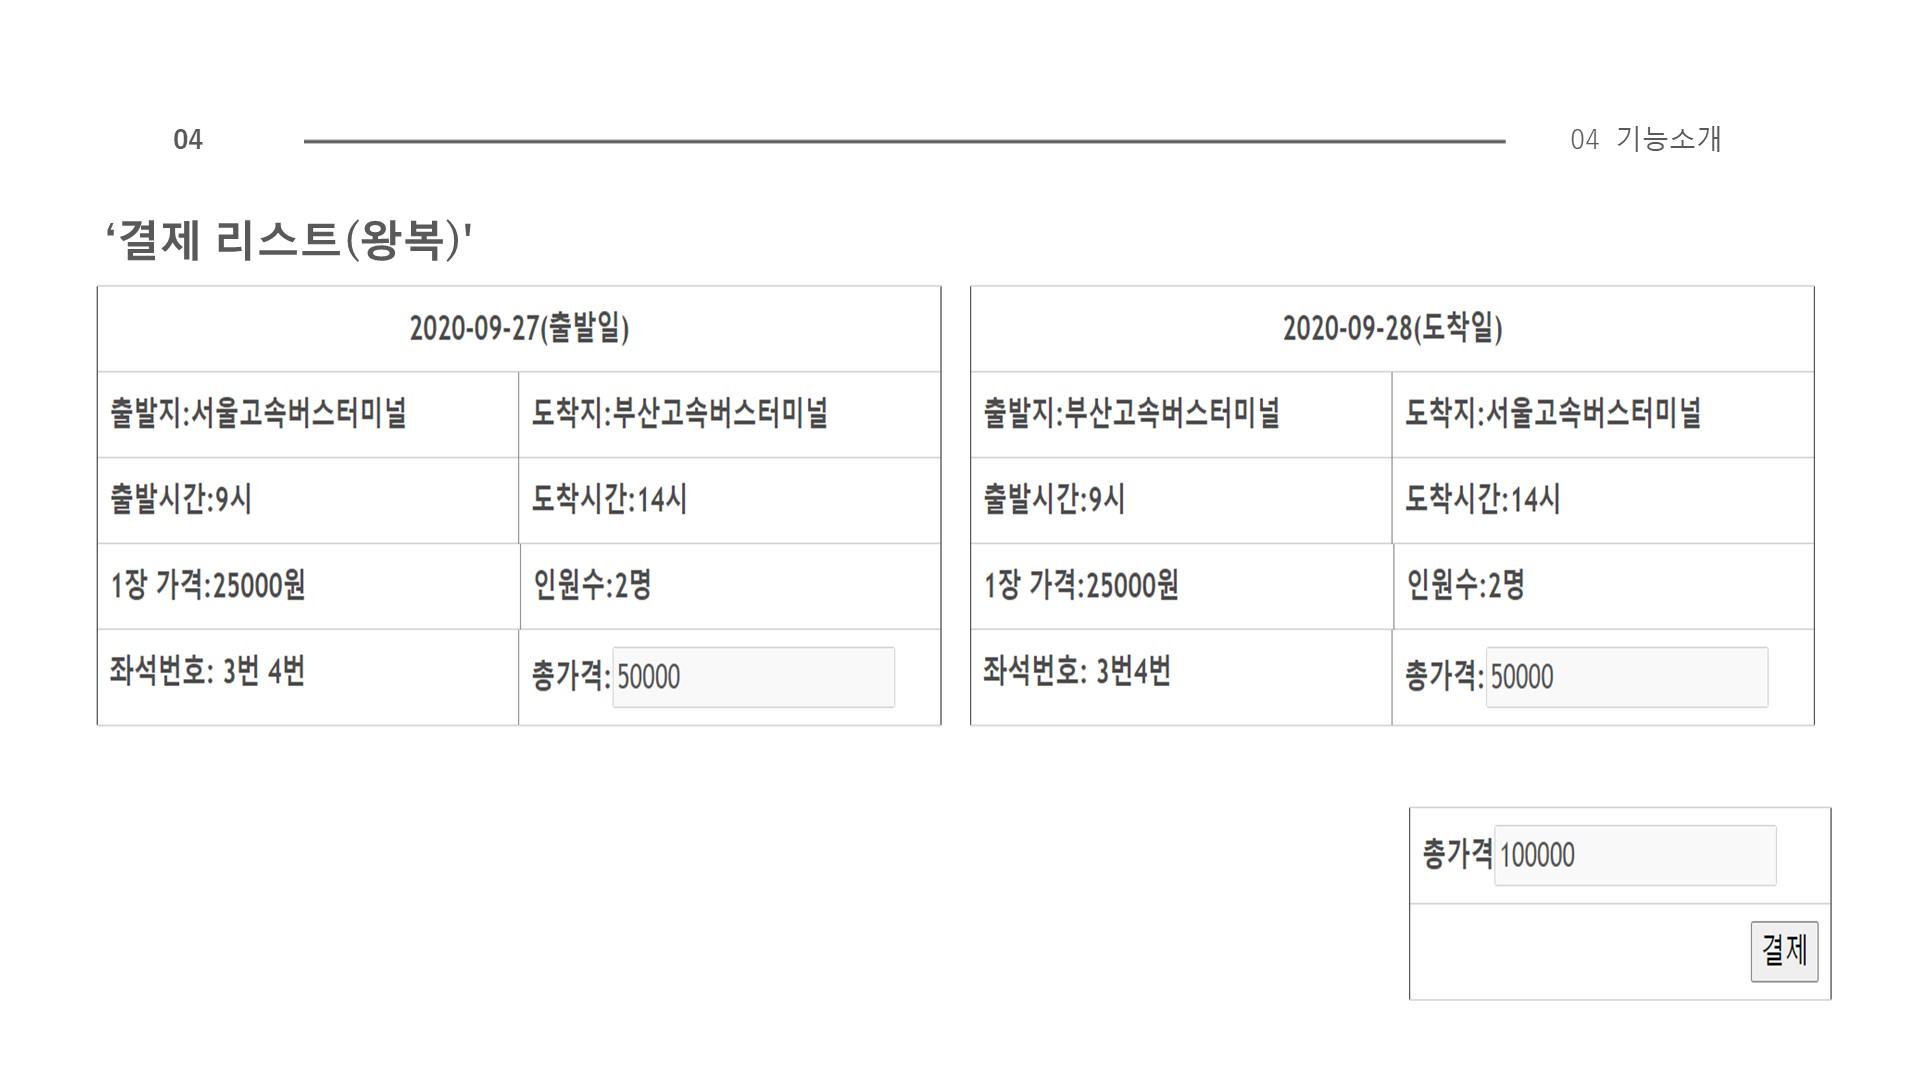 04
04 기능소개
‘결제 리스트(왕복)'
2020-09-27(출발일)
출발지:서울고속버스터미널 도착지:부산고속버스터미널
출발시간:9시 도착시간:14시
1장 가격:25000원 인원수:2명
좌석번호: 3번 4번 총가격: 50000
2020-09-28(도착일)
출발지:부산고속버스터미널 도착지:서울고속버스터미널
출발시간:9시 도착시간:14시
1장 가격:25000원 인원수:2명
좌석번호: 3번4번 총가격: 50000
총가격 100000
결제